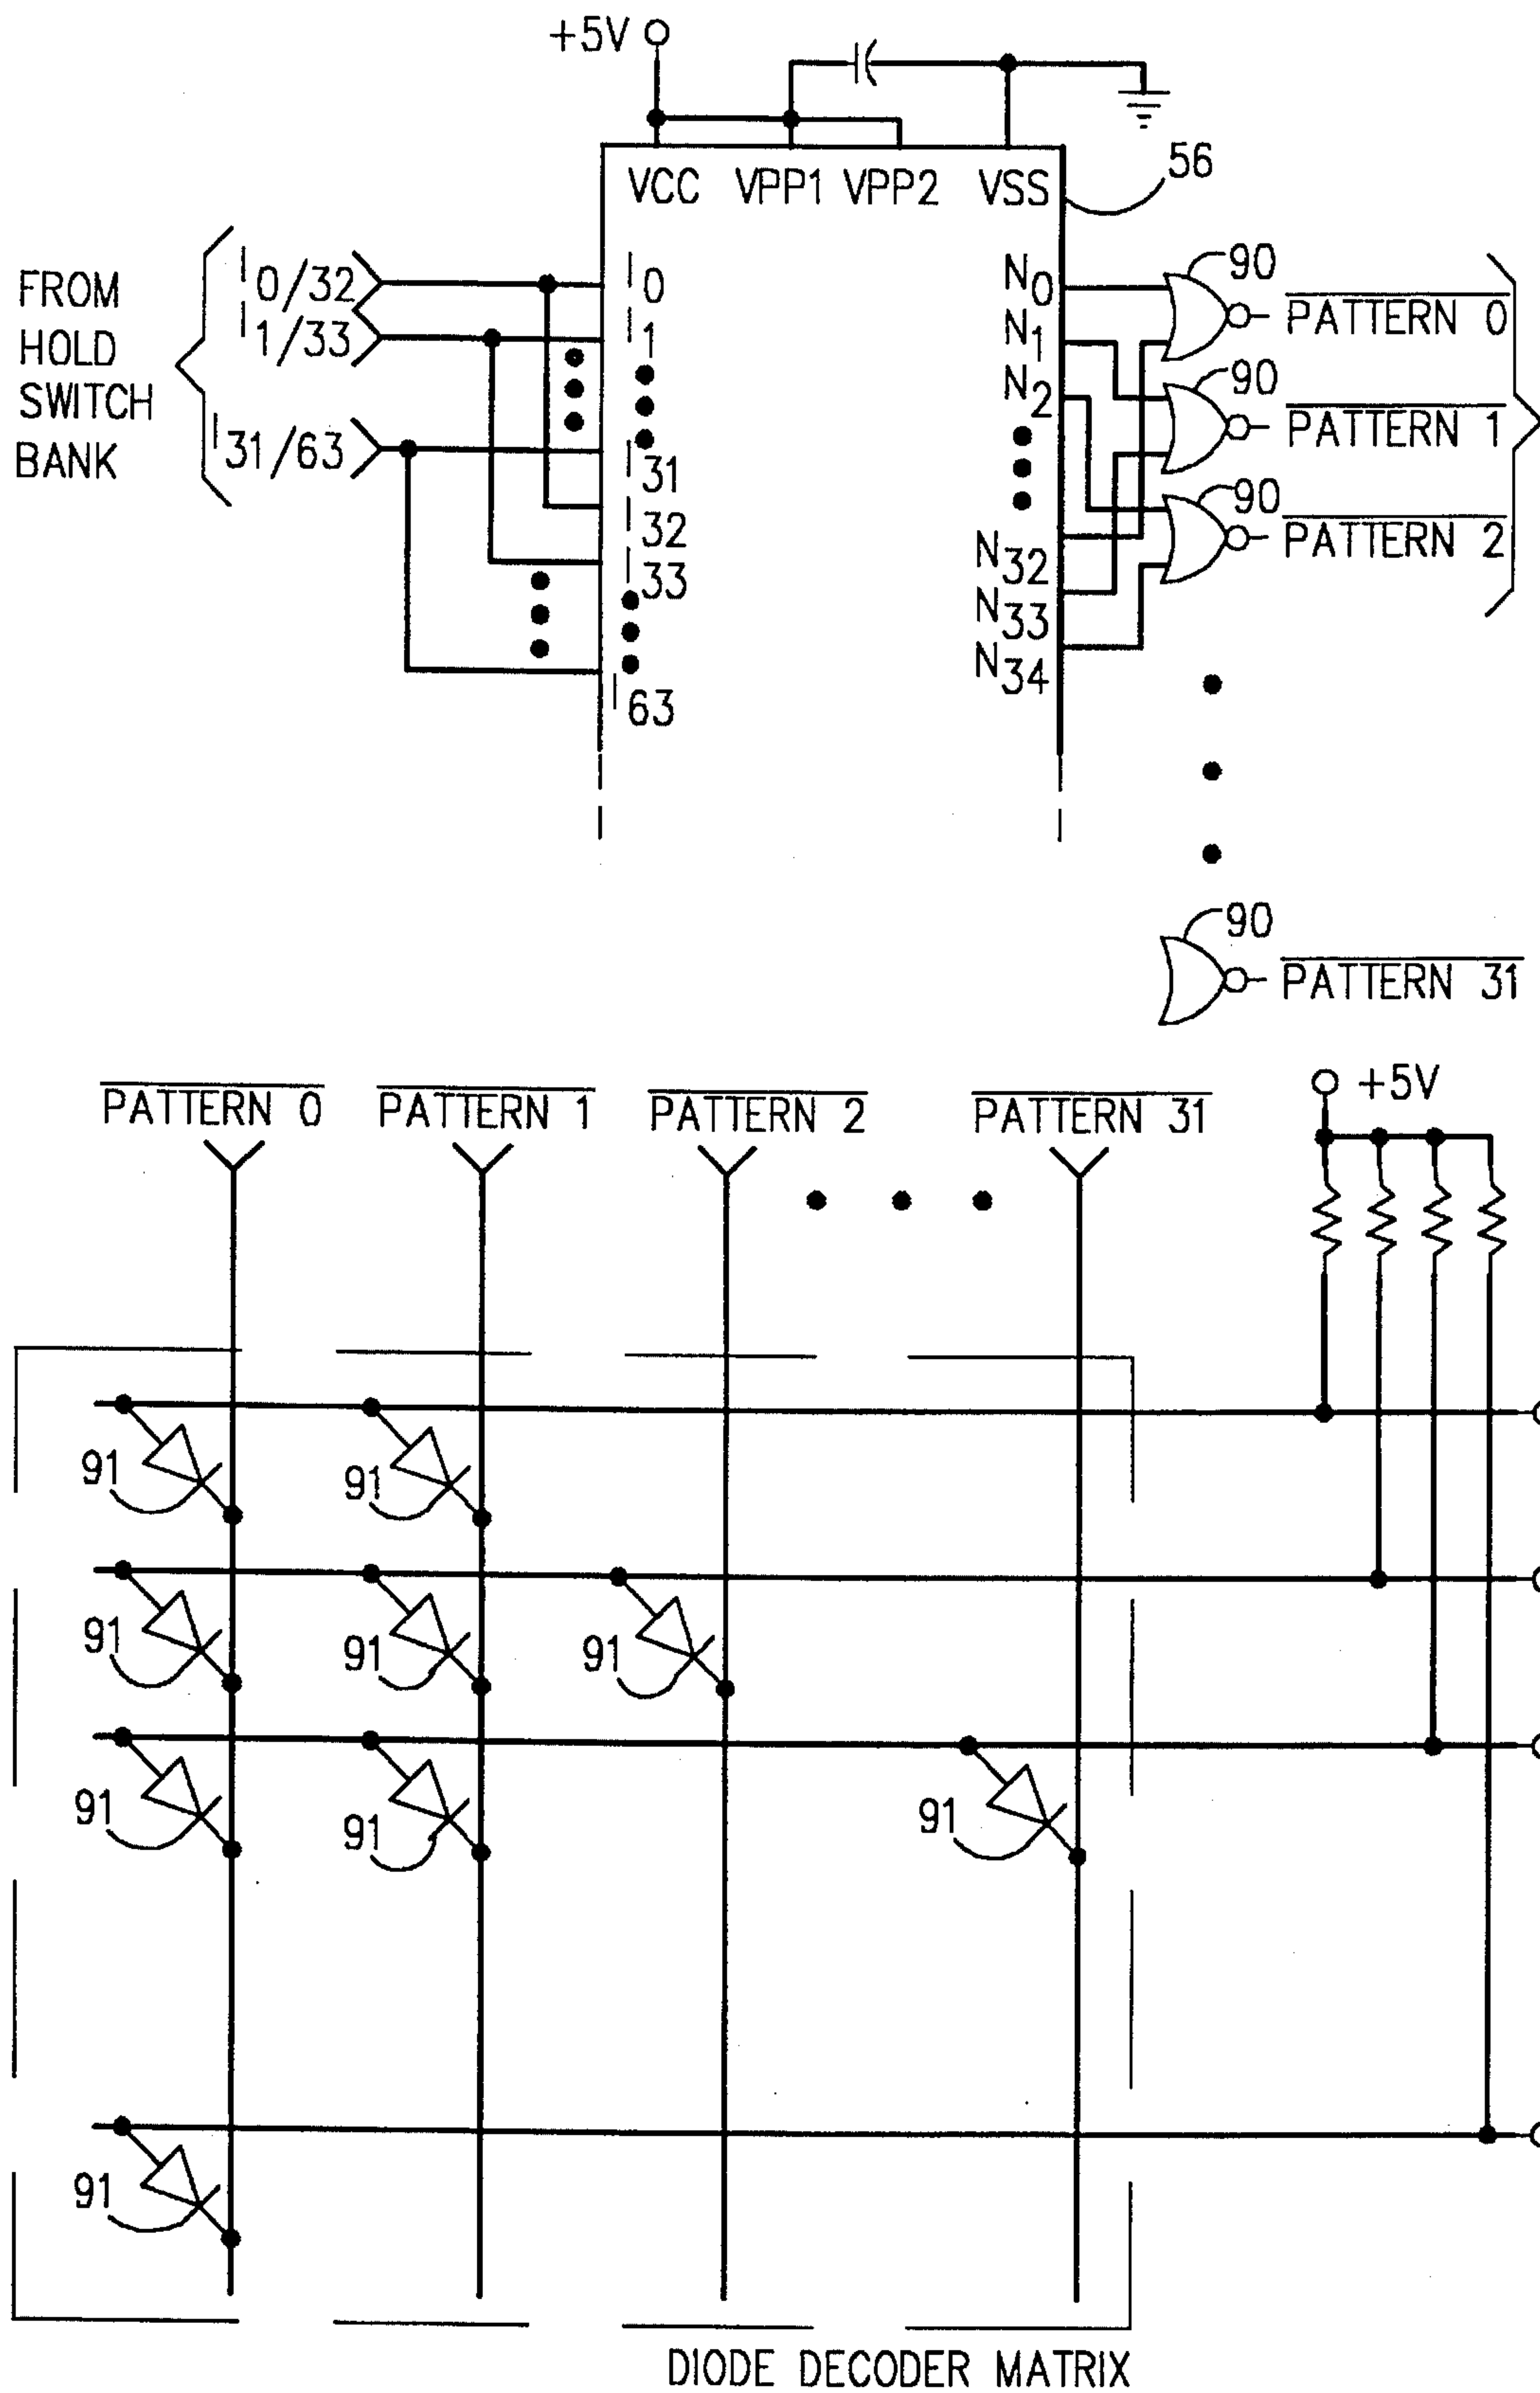 +5V
VCC VPP1 VPP2 VSS
56
FROM
HOLD
SWITCH
BANK
I0/32
I1/33
I31/63
I0
I1
I31
I32
I33
I63
N0
N1
N2
N32
N33
N34
90
PATTERN 0
90
PATTERN 1
90
PATTERN 2
90
PATTERN 31
PATTERN 0 PATTERN 1 PATTERN 2 PATTERN 31
+5V
91 91
91 91 91
91 91 91
91
DIODE DECODER MATRIX